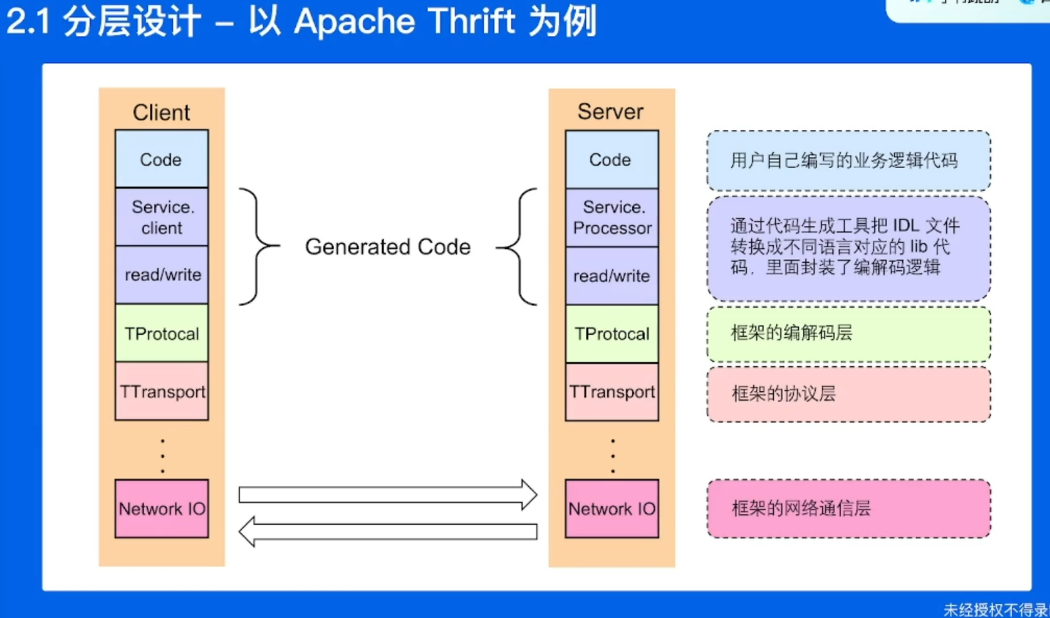 2.1 分层设计 – 以 Apache Thrift 为例
Client
Code
Service.
client
read/write
TProtocal
TTransport
Network IO
Generated Code
Server
Code
Service.
Processor
read/write
TProtocal
TTransport
Network IO
用户自己编写的业务逻辑代码
通过代码生成工具把 IDL 文件
转换成不同语言对应的 lib 代
码，里面封装了编解码逻辑
框架的编解码层
框架的协议层
框架的网络通信层
未经授权不得录